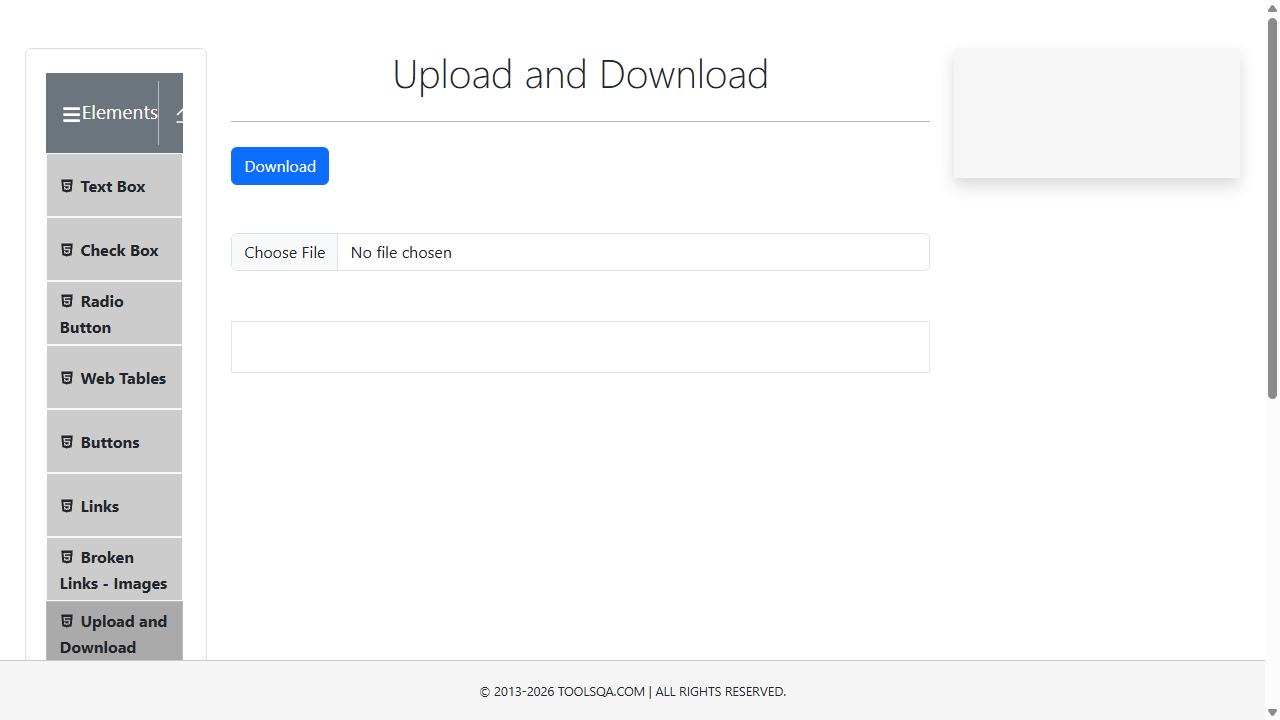 Upload and Download
Elements
Download
Text Box
Check Box
Choose File
No file chosen
Radio
Button
Web Tables
Buttons
Links
Broken
Links - Images
Upload and
Download
© 2013-2026 TOOLSQA.COM | ALL RIGHTS RESERVED.